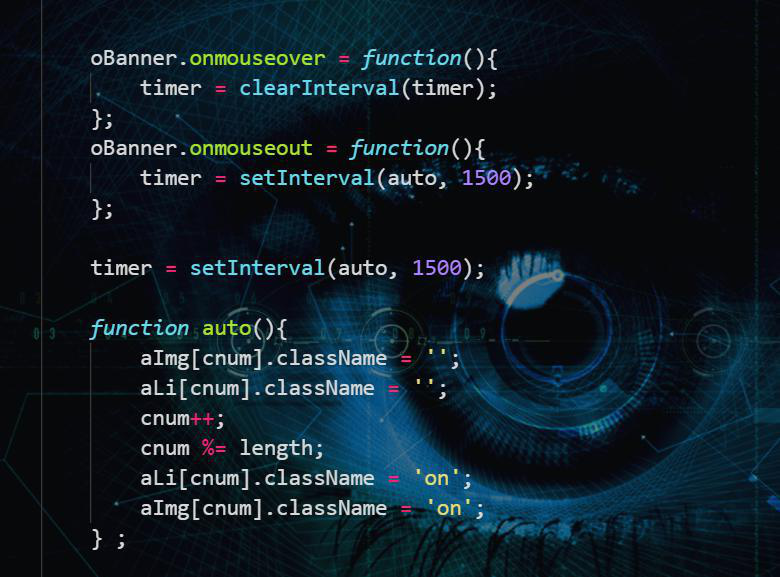 oBanner.onmouseover = function(){
timer = clearInterval(timer);
};
oBanner.onmouseout = function(){
timer = setInterval(auto, 1500);
};
timer = setInterval(auto, 1500);
function auto(){
aImg[cnum].className = '';
aLi[cnum].className = '';
cnum++;
cnum %= length;
aLi[cnum].className = 'on';
aImg[cnum].className = 'on';
} ;